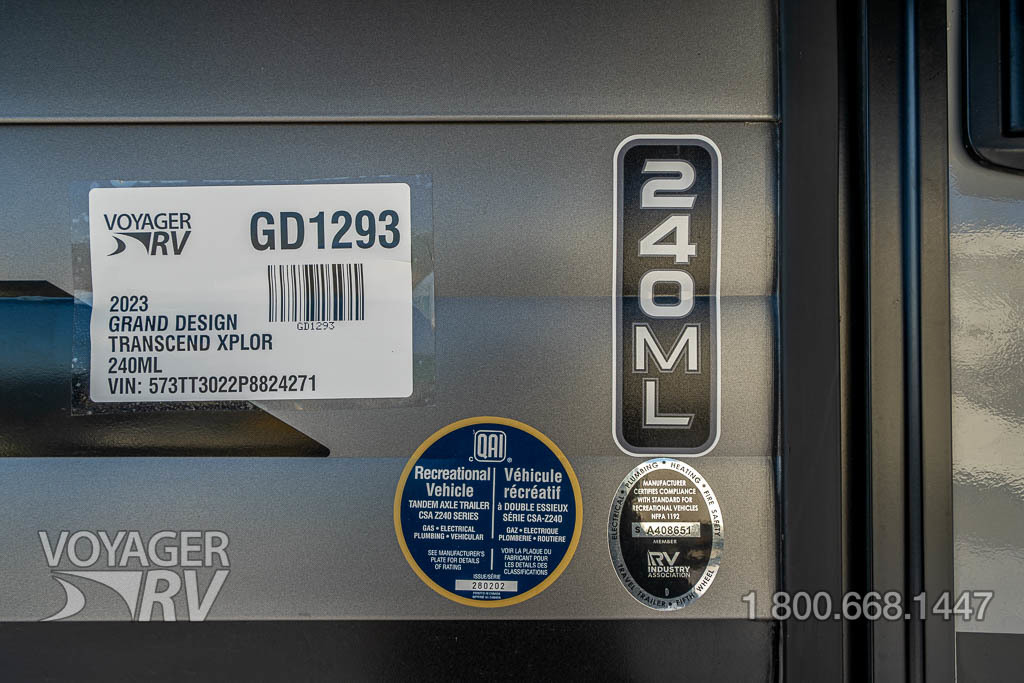 VOYAGER
RV
GD1293
GD1293
2023
GRAND DESIGN
TRANSCEND XPLOR
240ML
VIN: 573TT3022P8824271
240ML
C QAI ®
Recreational
Vehicle
TANDEM AXLE TRAILER
CSA Z240 SERIES
GAS • ELECTRICAL
PLUMBING • VEHICULAR
SEE MANUFACTURER'S
PLATE FOR DETAILS
OF RATING
Véhicule
récréatif
à DOUBLE ESSIEUX
SÉRIE CSA-Z240
GAZ • ELECTRIQUE
PLOMBERIE • ROUTIERE
VOIR LA PLAQUE DU
FABRICANT POUR
LES DETAILS DES
CLASSIFICATIONS
ISSUE/SÉRIE
280202
ELECTRICAL • PLUMBING • HEATING • FIRE SAFETY
MANUFACTURER
CERTIFIES COMPLIANCE
WITH STANDARD FOR
RECREATIONAL VEHICLES
NFPA 1192
S A408651
MEMBER
RV
INDUSTRY
ASSOCIATION
D
TRAVEL TRAILER • FIFTH WHEEL
VOYAGER
RV
1.800.668.1447